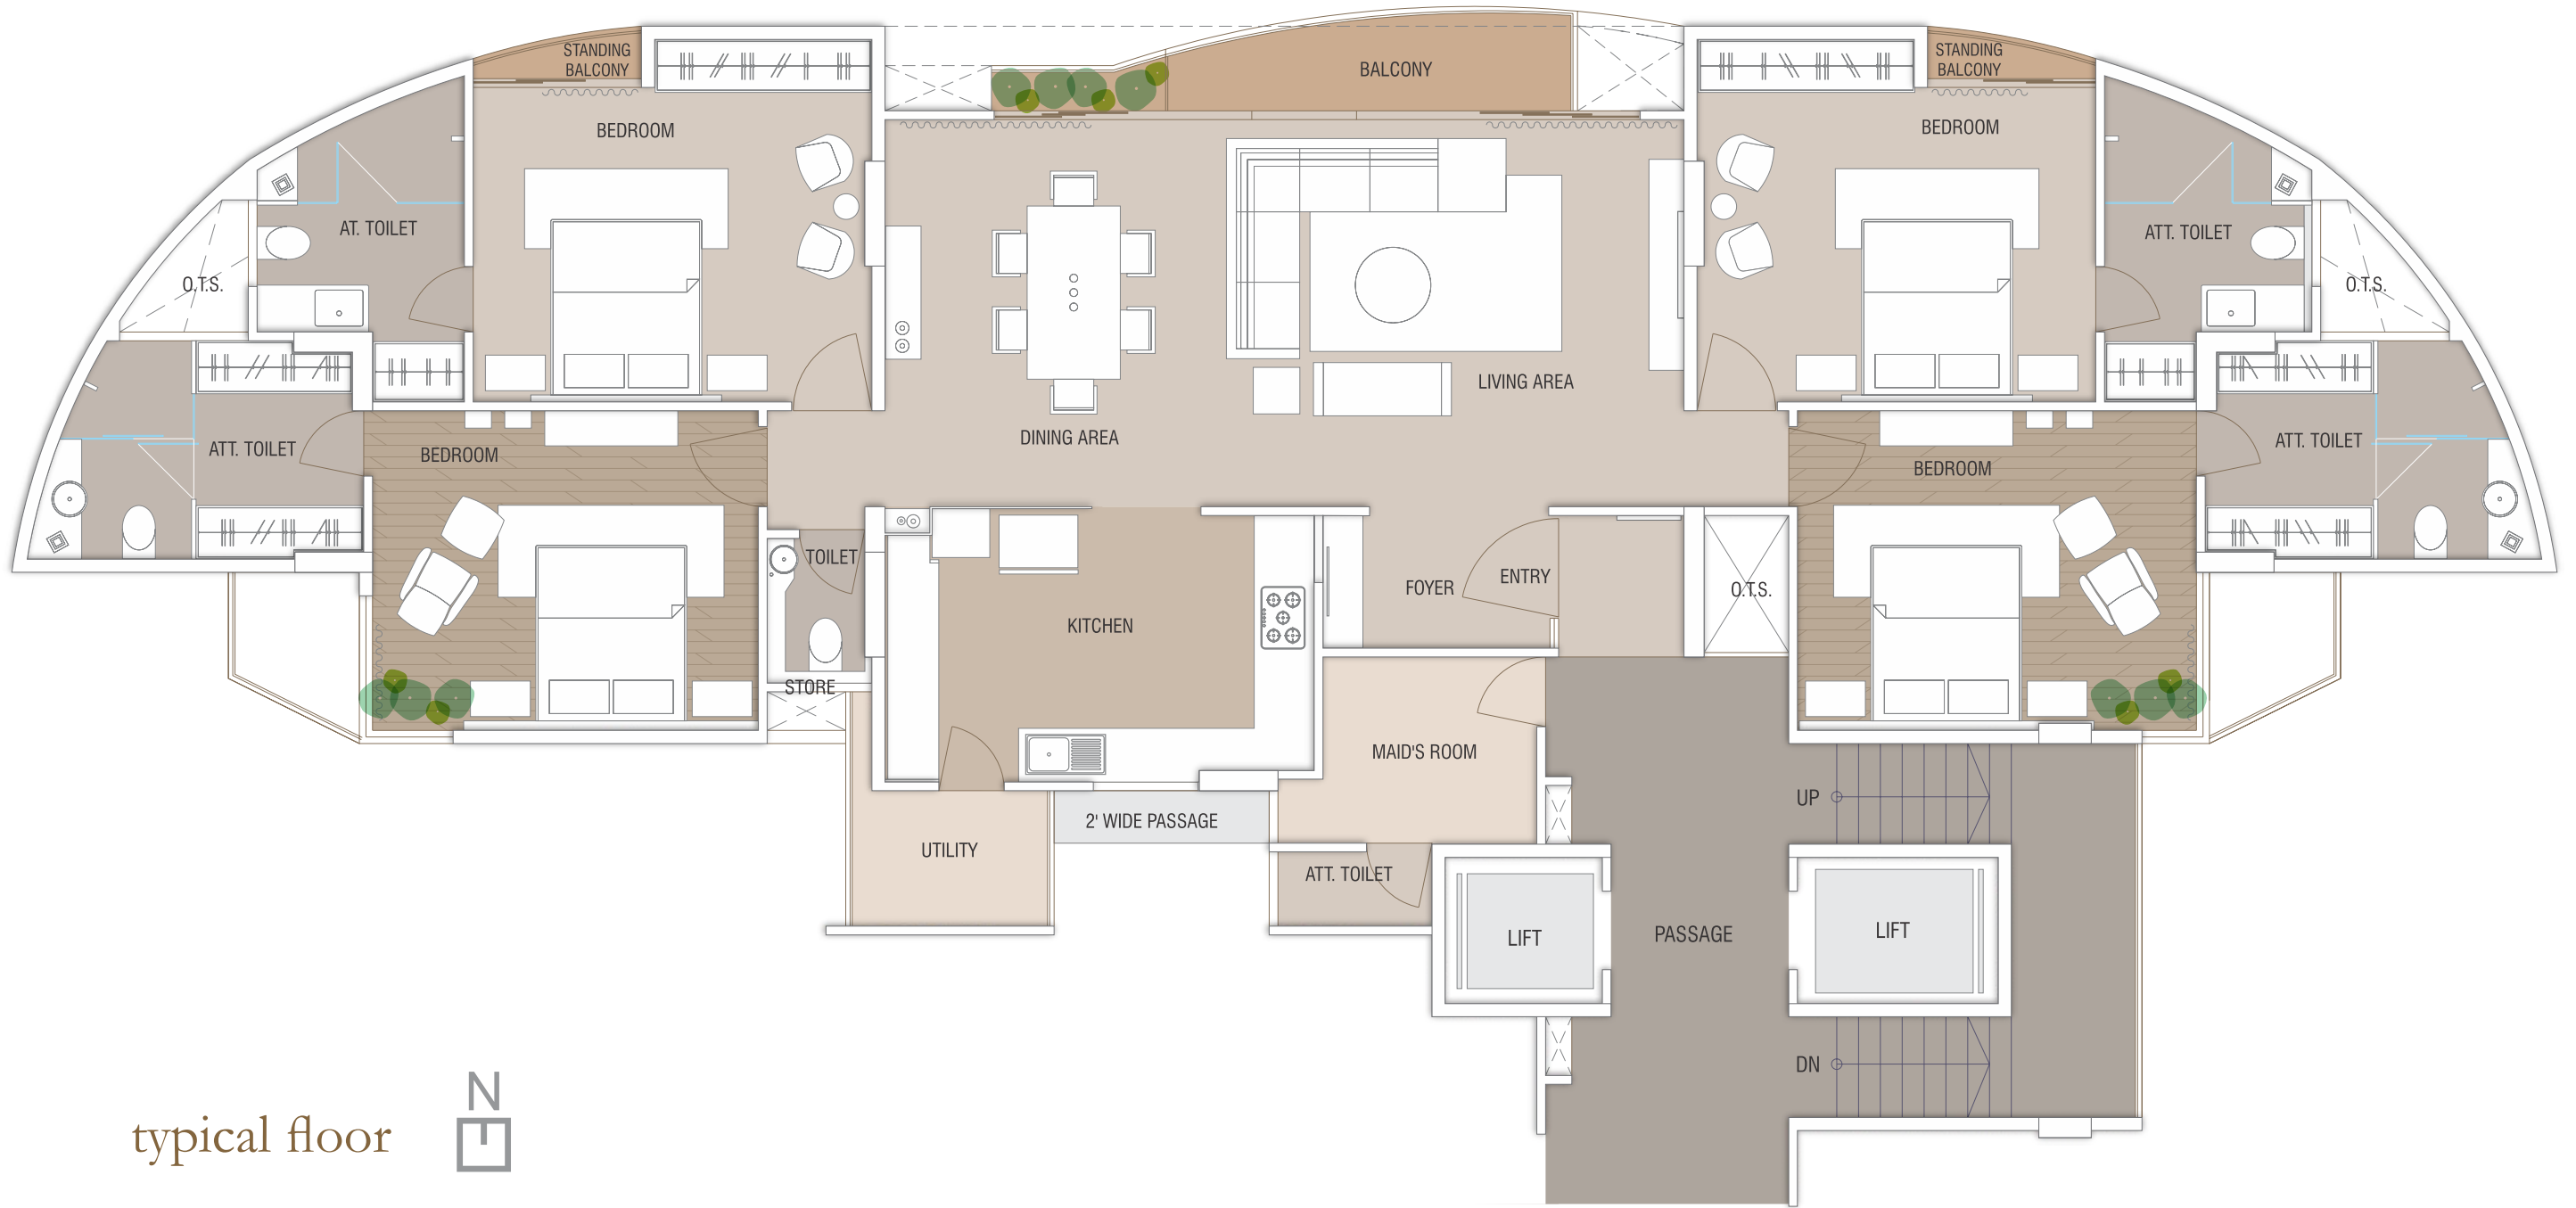 STANDING
BALCONY
BALCONY
STANDING
BALCONY
BEDROOM
BEDROOM
AT. TOILET
ATT. TOILET
O.T.S.
O.T.S.
LIVING AREA
DINING AREA
ATT. TOILET
BEDROOM
BEDROOM
ATT. TOILET
TOILET
FOYER
ENTRY
O.T.S.
KITCHEN
STORE
MAID'S ROOM
UP
2' WIDE PASSAGE
UTILITY
ATT. TOILET
LIFT
PASSAGE
LIFT
DN
N
typical floor